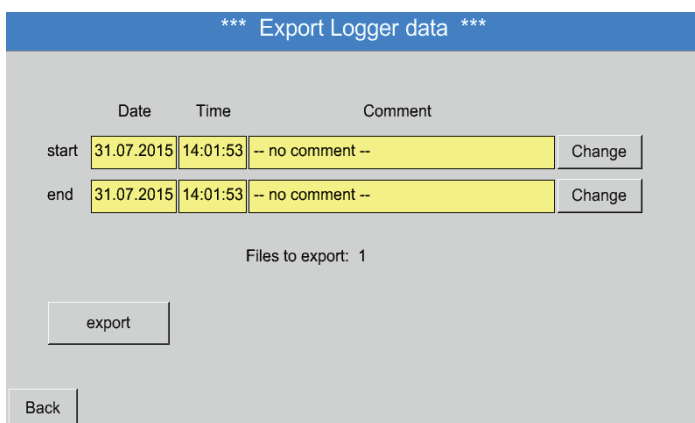 *** Export Logger data ***
Date Time Comment
start 31.07.2015 14:01:53 -- no comment -- Change
end 31.07.2015 14:01:53 -- no comment -- Change
Files to export: 1
export
Back